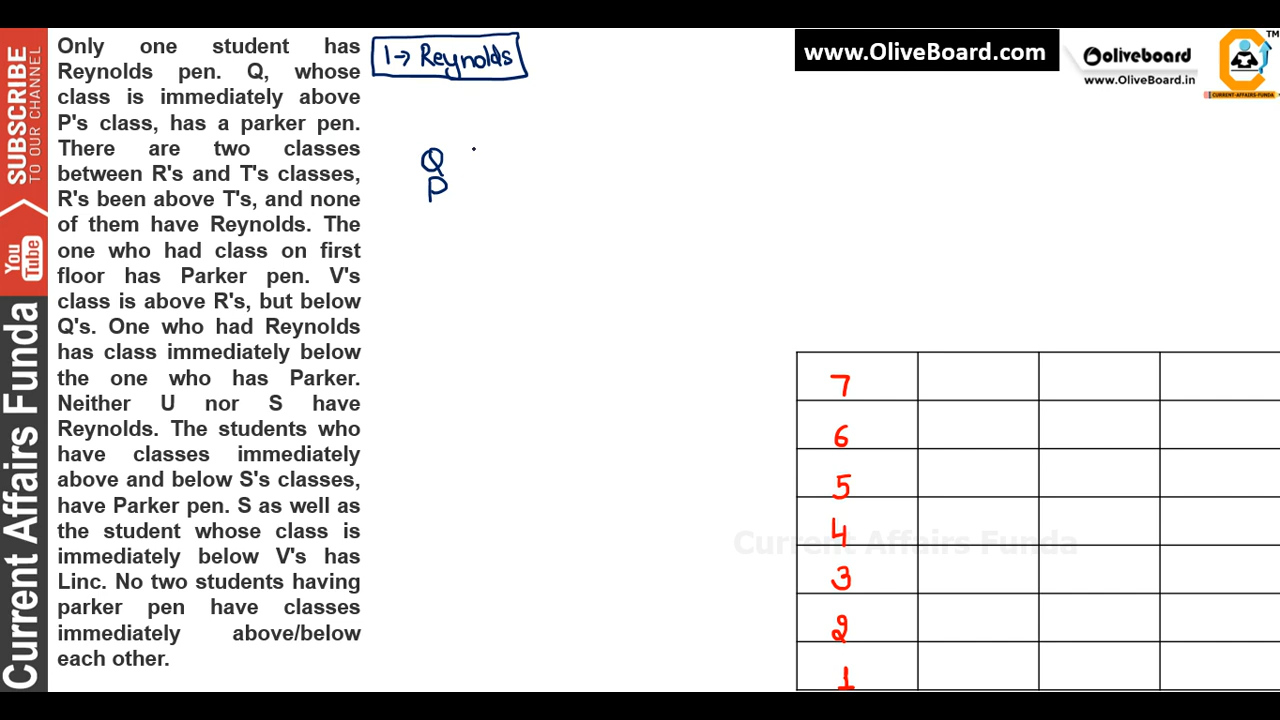 SUBSCRIBE
TO OUR CHANNEL
You
Tube
Current Affairs Funda
Only one student has
Reynolds pen. Q, whose
class is immediately above
P's class, has a parker pen.
There are two classes
between R's and T's classes,
R's been above T's, and none
of them have Reynolds. The
one who had class on first
floor has Parker pen. V's
class is above R's, but below
Q's. One who had Reynolds
has class immediately below
the one who has Parker.
Neither U nor S have
Reynolds. The students who
have classes immediately
above and below S's classes,
have Parker pen. S as well as
the student whose class is
immediately below V's has
Linc. No two students having
parker pen have classes
immediately above/below
each other.
1→ Reynolds
Q
P
www.OliveBoard.com
oliveboard
www.OliveBoard.in
TM
CURRENT-AFFAIRS-FUNDA
7
6
5
4
3
2
1
Current Affairs Funda